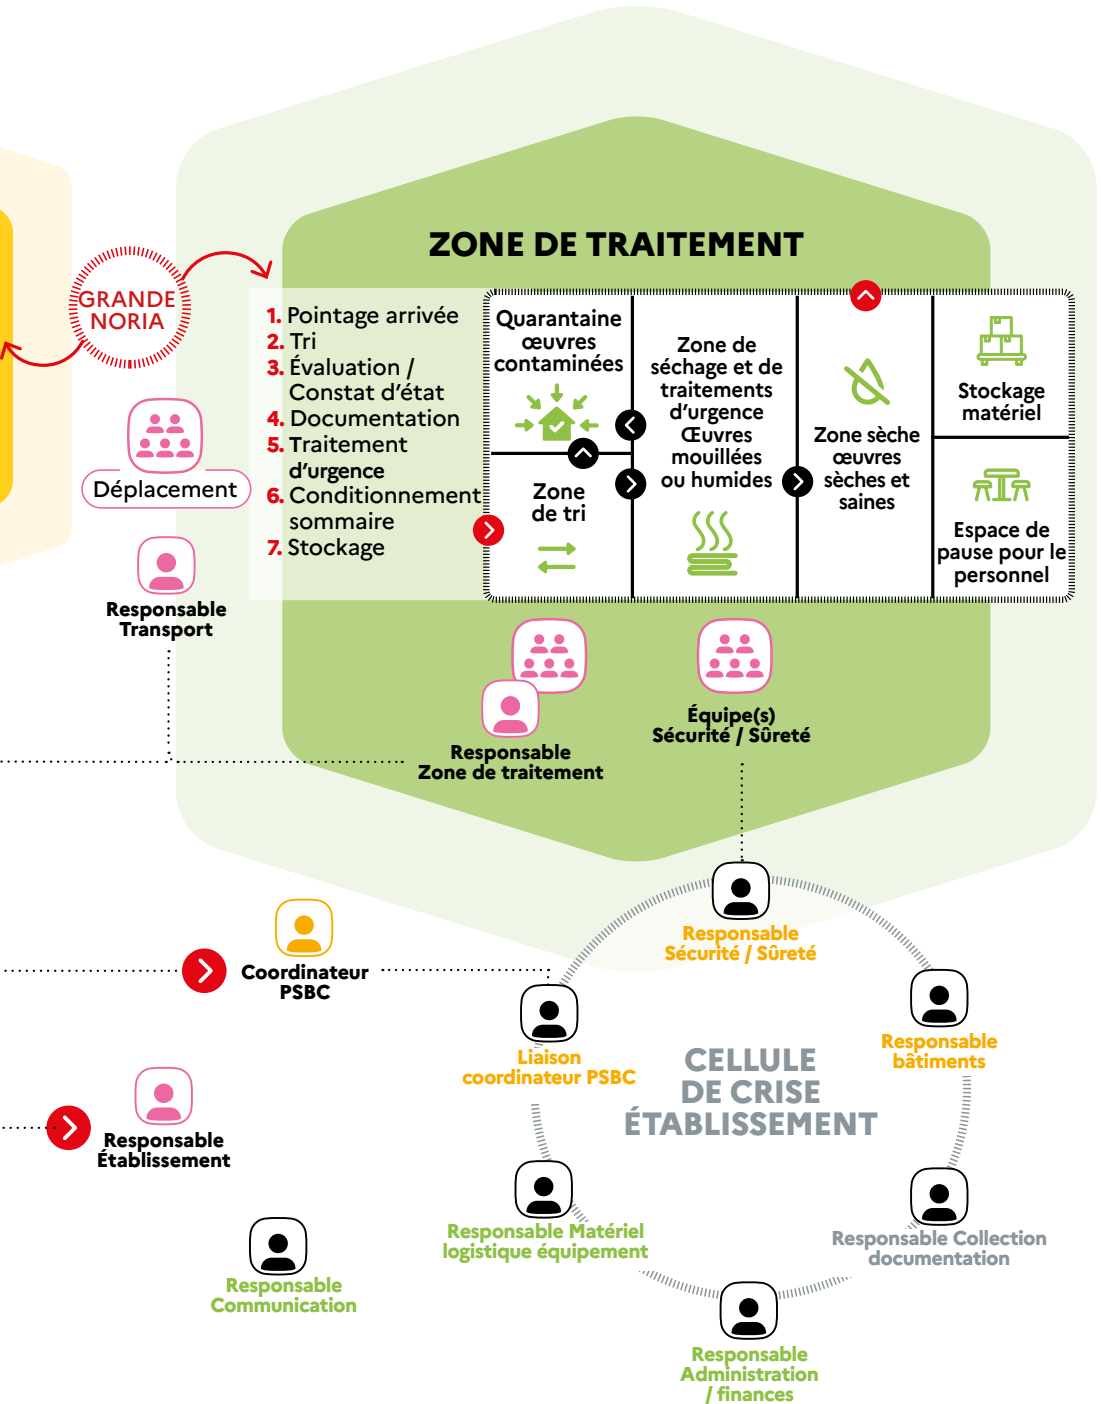 ZONE DE TRAITEMENT
GRANDE
NORIA
1. Pointage arrivée
2. Tri
3. Évaluation /
Constat d'état
4. Documentation
5. Traitement
d'urgence
6. Conditionnement
sommaire
7. Stockage
Quarantaine
œuvres
contaminées
Zone
de tri
Zone de
séchage et de
traitements
d'urgence
Œuvres
mouillées
ou humides
Zone sèche
œuvres
sèches et
saines
Stockage
matériel
Espace de
pause pour le
personnel
Déplacement
Responsable
Transport
Responsable
Zone de traitement
Équipe(s)
Sécurité / Sûreté
Coordinateur
PSBC
Responsable
Établissement
Responsable
Communication
CELLULE
DE CRISE
ÉTABLISSEMENT
Responsable
Sécurité / Sûreté
Responsable
bâtiments
Liaison
coordinateur PSBC
Responsable Matériel
logistique équipement
Responsable Collection
documentation
Responsable
Administration
/ finances